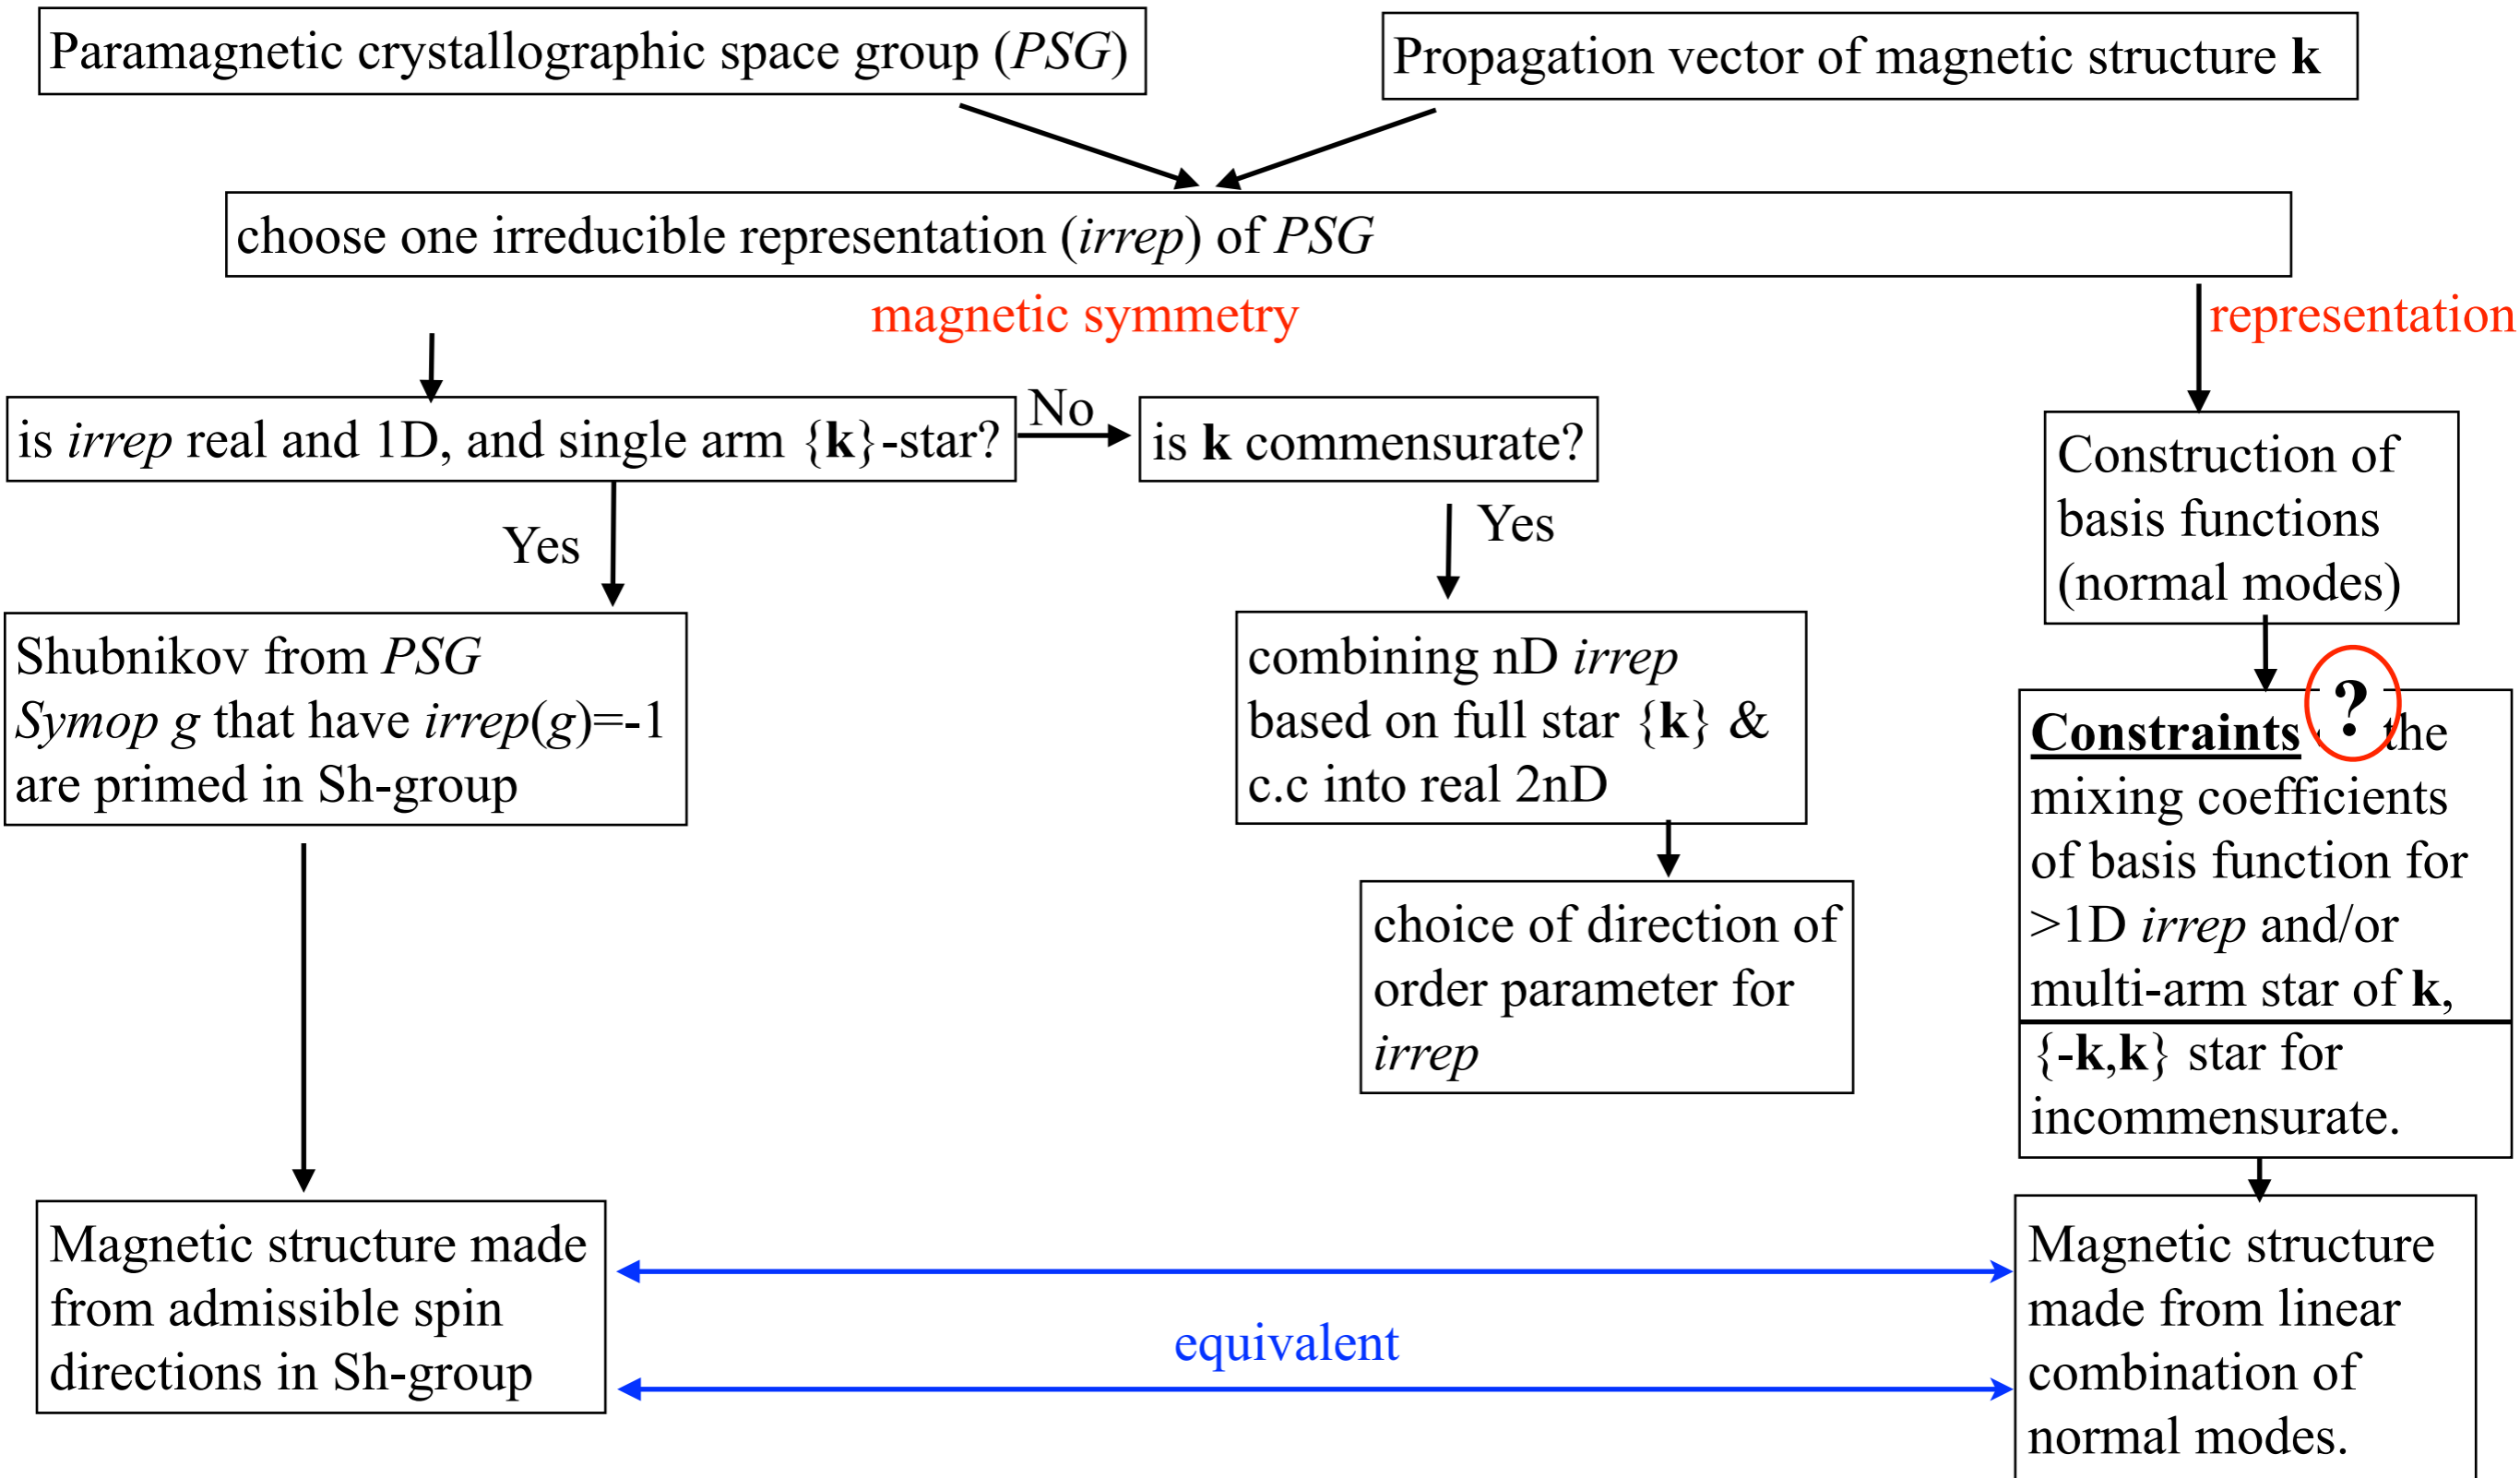 Paramagnetic crystallographic space group (PSG)
Propagation vector of magnetic structure k
choose one irreducible representation (irrep) of PSG
magnetic symmetry
representation
is irrep real and 1D, and single arm {k}-star?
No
is k commensurate?
Construction of
basis functions
(normal modes)
Yes
Yes
Shubnikov from PSG
Symop g that have irrep(g)=-1
are primed in Sh-group
combining nD irrep
based on full star {k} &
c.c into real 2nD
choice of direction of
order parameter for
irrep
?
Constraints the
mixing coefficients
of basis function for
>1D irrep and/or
multi-arm star of k,
{-k,k} star for
incommensurate.
Magnetic structure made
from admissible spin
directions in Sh-group
equivalent
Magnetic structure
made from linear
combination of
normal modes.